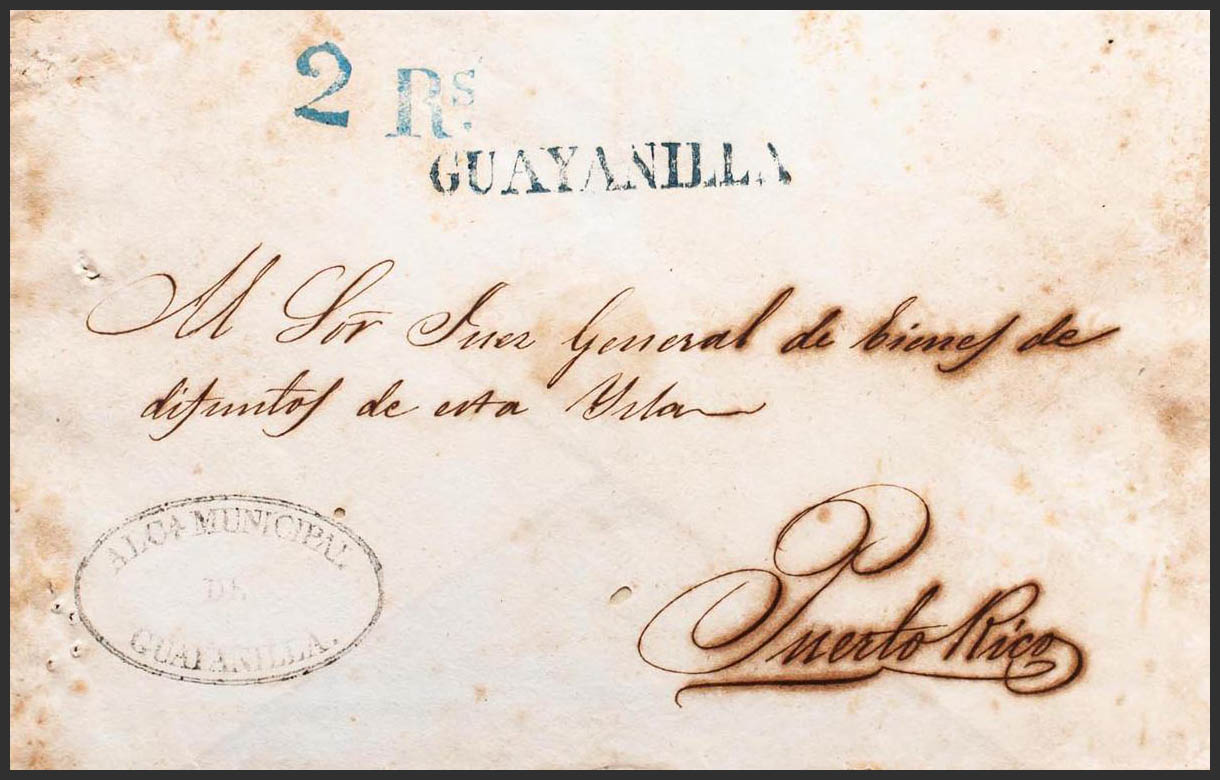 2 Rs.
GUAYANILLA
Al Sor Juez General de bienes de
difuntos de esta Ysla
ALCA MUNICIPAL
DE
GUAYANILLA.
Puerto Rico